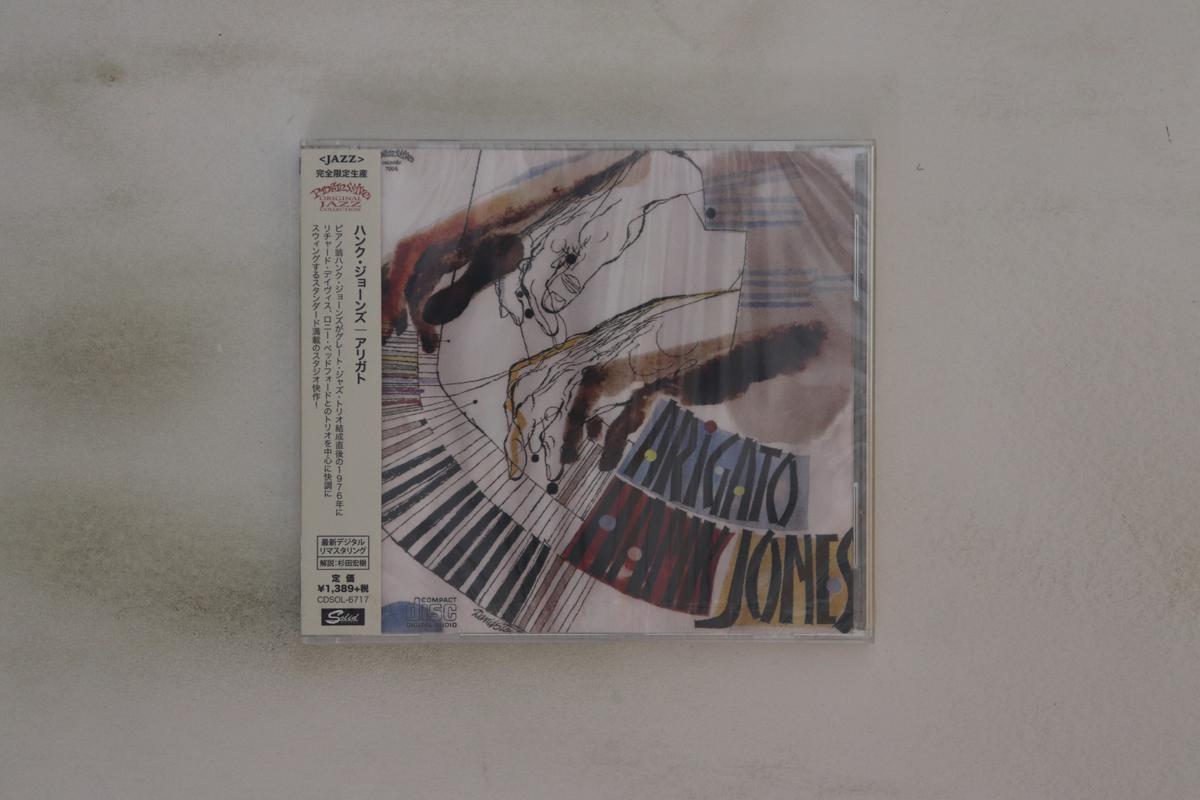 <JAZZ>
完全限定生産
Progressive
ORIGINAL
JAZZ
COLLECTION
ハンク・ジョーンズ｜アリガト
ピアノ翁ハンク・ジョーンズがグレート・ジャズ・トリオ結成直後の1976年に
リチャード・デイヴィス、ロニー・ベッドフォードとのトリオを中心に快調に
スウィングするスタンダード満載のスタジオ快作！
最新デジタル
リマスタリング
解説：杉田宏樹
定価
¥1,389+税
CDSOL-6717
Solid
7004
ARIGATO
HANK JONES
COMPACT
disc
DIGITAL AUDIO